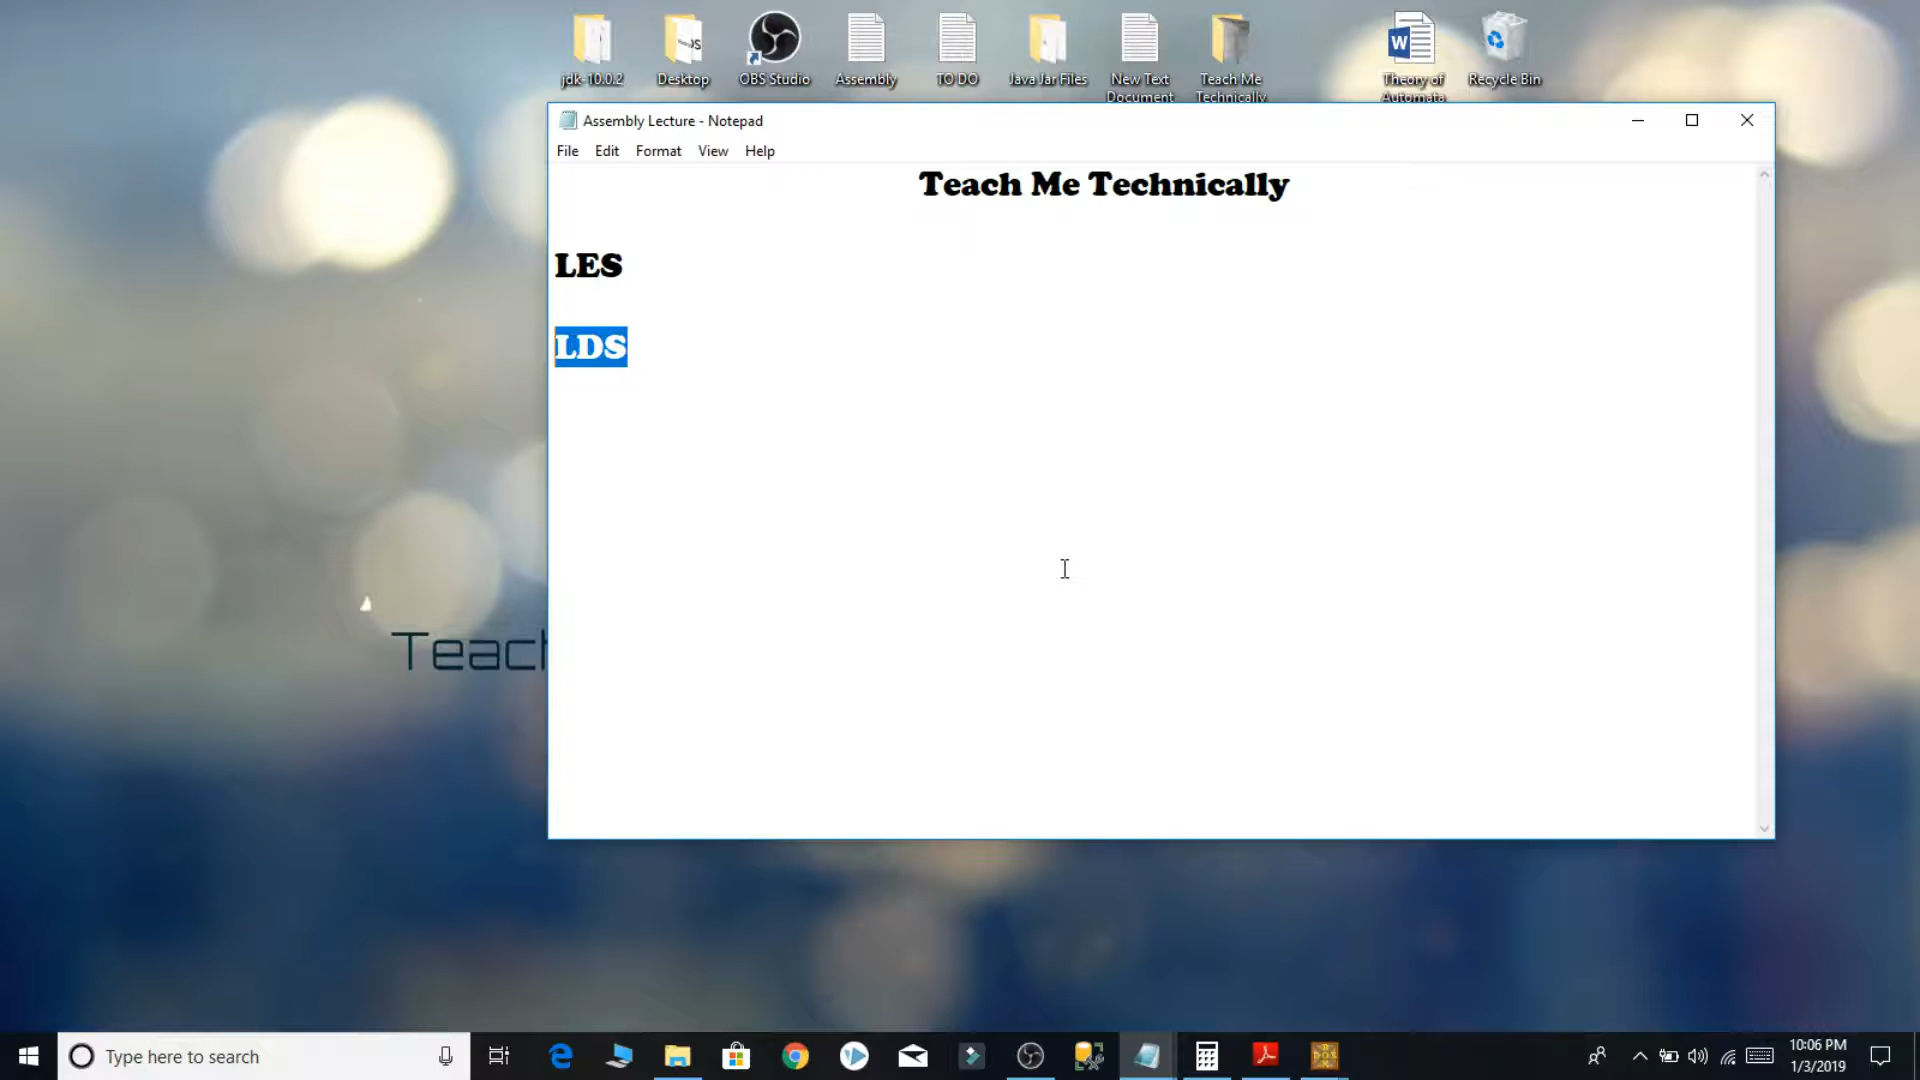 jdk-10.0.2
Desktop
OBS Studio
Assembly
TO DO
Java Jar Files
New Text Document
Teach Me Technically
Theory of Automata
Recycle Bin
Assembly Lecture - Notepad
File Edit Format View Help
Teach Me Technically
LES
LDS
Teach
Type here to search
10:06 PM
1/3/2019